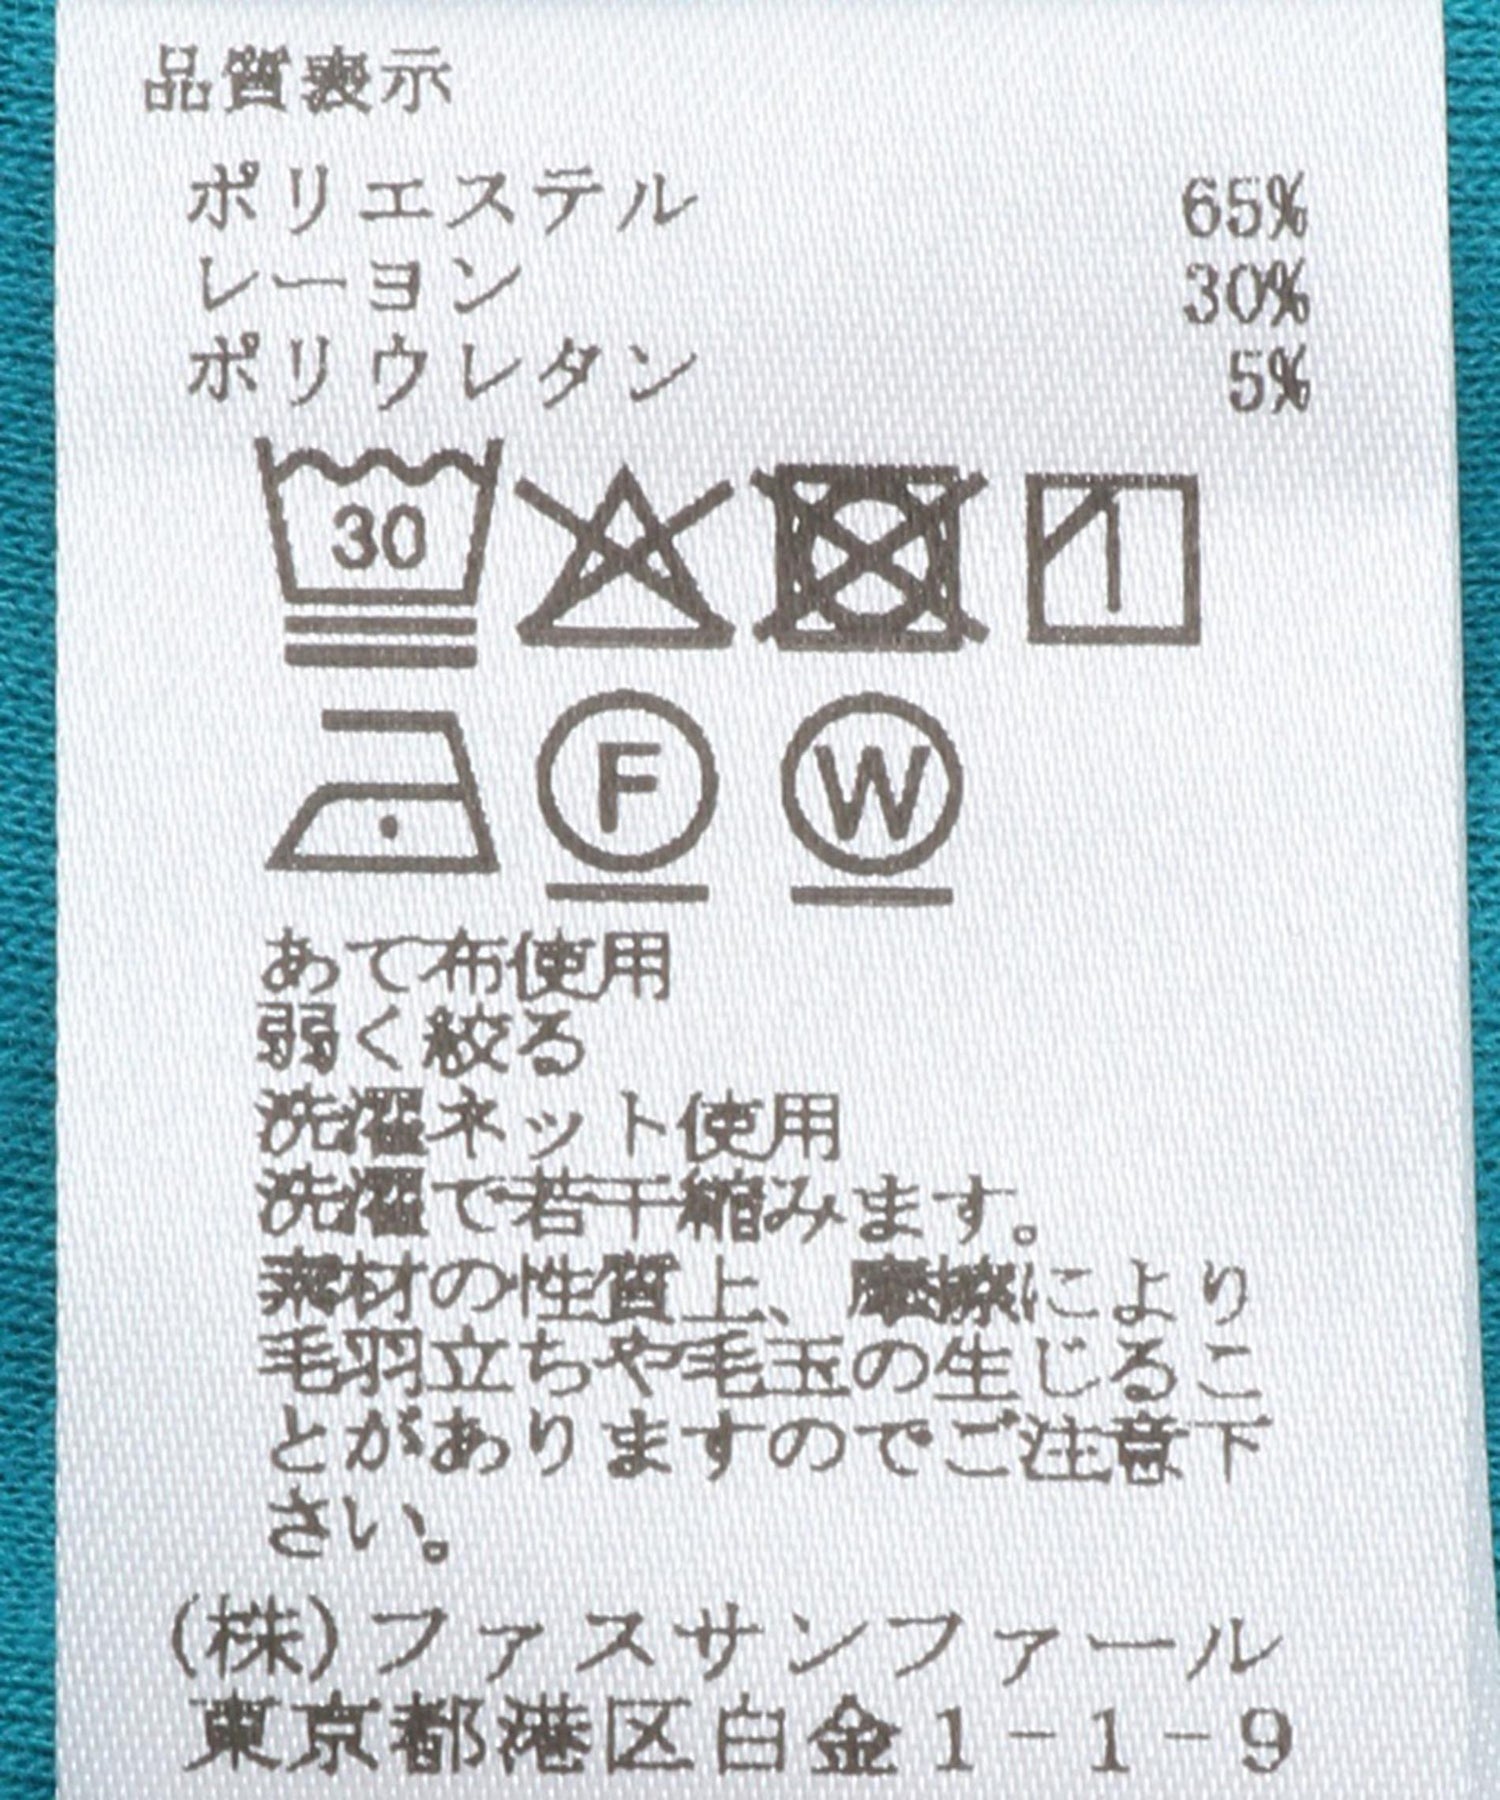 品質表示
ポリエステル 65%
レーヨン 30%
ポリウレタン 5%
30
F W
あて布使用
弱く絞る
洗濯ネット使用
洗濯で若干縮みます。
素材の性質上、摩擦により
毛羽立ちや毛玉の生じるこ
とがありますのでご注意下
さい。
(株)ファスサンファール
東京都港区白金1-1-9